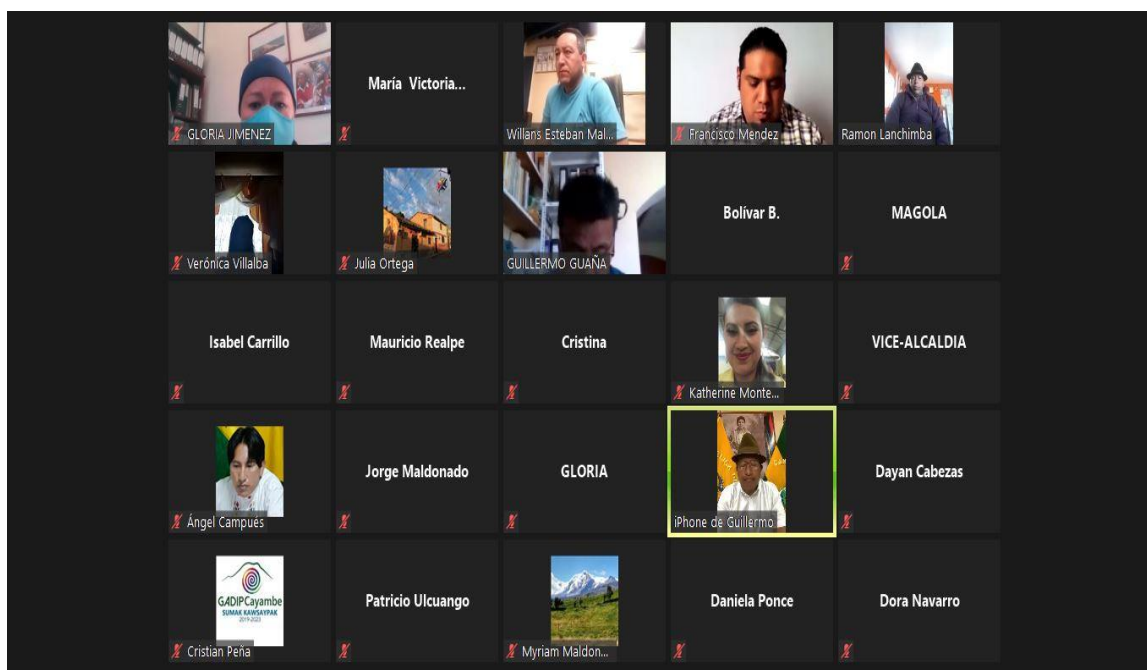 GLORIA JIMENEZ
María Victoria...
Willans Esteban Mal...
Francisco Mendez
Ramon Lanchimba
Verónica Villalba
Julia Ortega
GUILLERMO GUAÑA
Bolívar B.
MAGOLA
Isabel Carrillo
Mauricio Realpe
Cristina
Katherine Monte...
VICE-ALCALDIA
Ángel Campués
Jorge Maldonado
GLORIA
iPhone de Guillermo
Dayan Cabezas
GADIPCayambe
SUMAK KAWSAYPAK
2019-2023
Cristian Peña
Patricio Ulcuango
Myriam Maldon...
Daniela Ponce
Dora Navarro